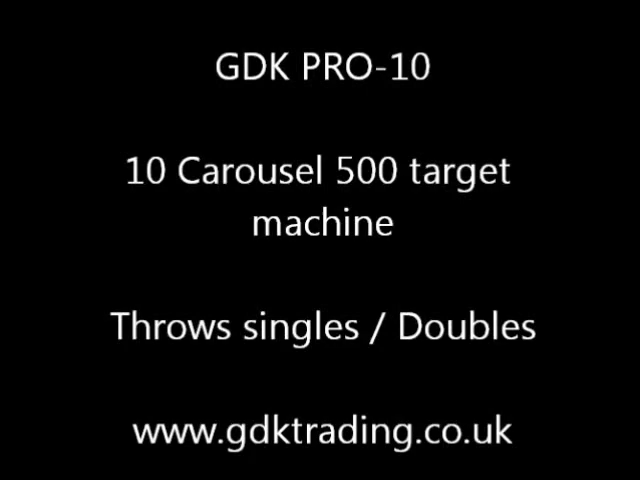 GDK PRO-10
10 Carousel 500 target
machine
Throws singles / Doubles
www.gdktrading.co.uk